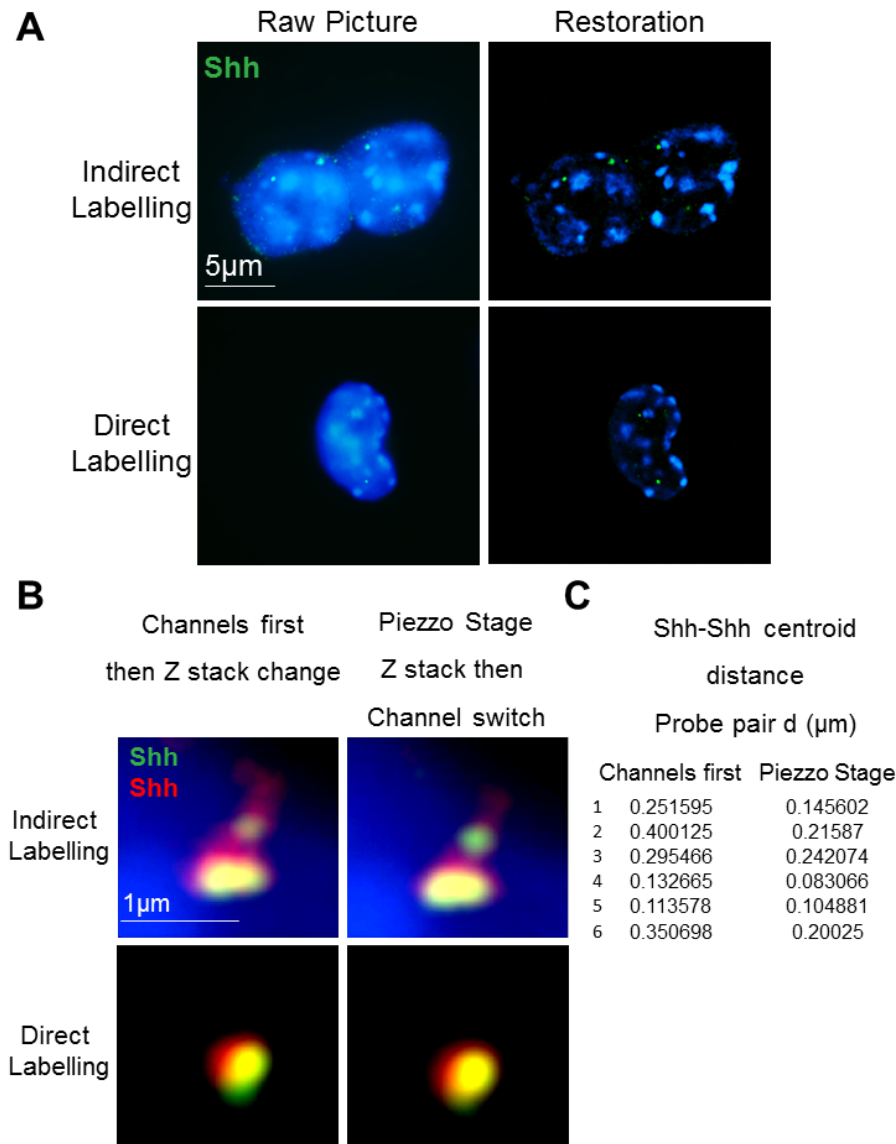 A
Raw Picture
Restoration
Shh
Indirect
Labelling
5µm
Direct
Labelling
B
Channels first
then Z stack change
Piezzo Stage
Z stack then
Channel switch
Shh
Shh
Indirect
Labelling
1µm
Direct
Labelling
C
Shh-Shh centroid
distance
Probe pair d (µm)
Channels first Piezzo Stage
1 0.251595 0.145602
2 0.400125 0.21587
3 0.295466 0.242074
4 0.132665 0.083066
5 0.113578 0.104881
6 0.350698 0.20025